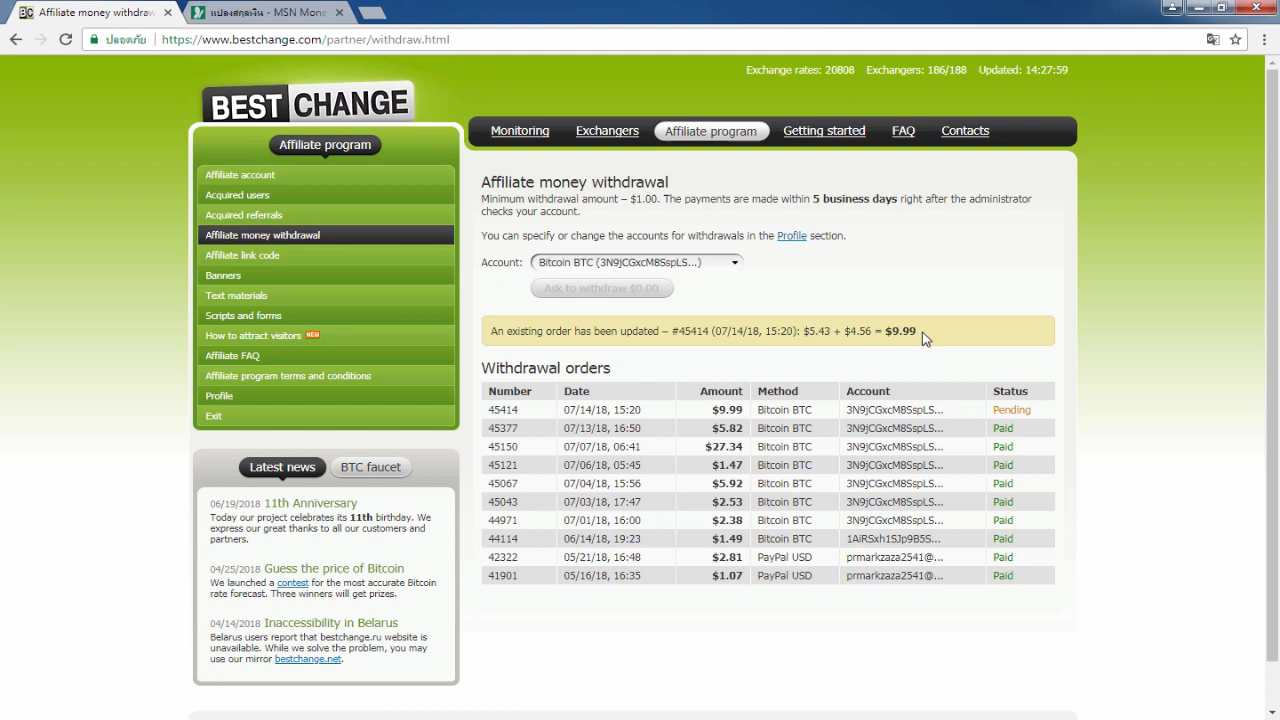 Affiliate money withdraw
แปลงสกุลเงิน - MSN Mone
ปลอดภัย https://www.bestchange.com/partner/withdraw.html
Exchange rates: 20808 Exchangers: 186/188 Updated: 14:27:59
BESTCHANGE
Monitoring Exchangers Affiliate program Getting started FAQ Contacts
Affiliate program
Affiliate account
Acquired users
Acquired referrals
Affiliate money withdrawal
Affiliate link code
Banners
Text materials
Scripts and forms
How to attract visitors NEW
Affiliate FAQ
Affiliate program terms and conditions
Profile
Exit
Latest news BTC faucet
06/19/2018 11th Anniversary
Today our project celebrates its 11th birthday. We
express our great thanks to all our customers and
partners.
04/25/2018 Guess the price of Bitcoin
We launched a contest for the most accurate Bitcoin
rate forecast. Three winners will get prizes.
04/14/2018 Inaccessibility in Belarus
Belarus users report that bestchange.ru website is
unavailable. While we solve the problem, you may
use our mirror bestchange.net.
Affiliate money withdrawal
Minimum withdrawal amount – $1.00. The payments are made within 5 business days right after the administrator
checks your account.
You can specify or change the accounts for withdrawals in the Profile section.
Account: Bitcoin BTC (3N9jCGxcM8SspLS...)
Ask to withdraw $0.00
An existing order has been updated – #45414 (07/14/18, 15:20): $5.43 + $4.56 = $9.99
Withdrawal orders
Number Date Amount Method Account Status
45414 07/14/18, 15:20 $9.99 Bitcoin BTC 3N9jCGxcM8SspLS... Pending
45377 07/13/18, 16:50 $5.82 Bitcoin BTC 3N9jCGxcM8SspLS... Paid
45150 07/07/18, 06:41 $27.34 Bitcoin BTC 3N9jCGxcM8SspLS... Paid
45121 07/06/18, 05:45 $1.47 Bitcoin BTC 3N9jCGxcM8SspLS... Paid
45067 07/04/18, 15:56 $5.92 Bitcoin BTC 3N9jCGxcM8SspLS... Paid
45043 07/03/18, 17:47 $2.53 Bitcoin BTC 3N9jCGxcM8SspLS... Paid
44971 07/01/18, 16:00 $2.38 Bitcoin BTC 3N9jCGxcM8SspLS... Paid
44114 06/14/18, 19:23 $1.49 Bitcoin BTC 1AiRSxh1SJp9B5S... Paid
42322 05/21/18, 16:48 $2.81 PayPal USD prmarkzaza2541@... Paid
41901 05/16/18, 16:35 $1.07 PayPal USD prmarkzaza2541@... Paid